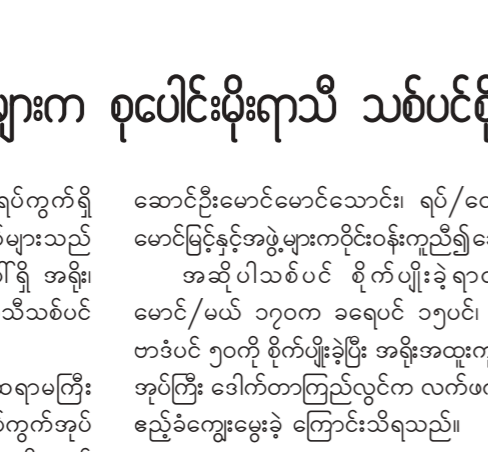 များက စုပေါင်းမိုးရာသီ သစ်ပင်စို
ရပ်ကွက်ရှိ
များသည်
ရှိ အရိုး၊
သီသစ်ပင်
ဆရာမကြီး
ကွက်အုပ်
ဆောင်ဦးမောင်မောင်သောင်း၊ ရပ်/ကေ
မောင်မြင့်နှင့်အဖွဲ့များကဝိုင်းဝန်းကူညီ၍
အဆိုပါသစ်ပင် စိုက်ပျိုးခဲ့ရာ
မောင်/မယ် ၁၇၀က ခရေပင် ၁၅ပင်၊
ဗာဒံပင် ၅၀ကို စိုက်ပျိုးခဲ့ပြီး အရိုးအထူး
အုပ်ကြီး ဒေါက်တာကြည်လွင်က လက်ဖ
ဧည့်ခံကျွေးမွေးခဲ့ ကြောင်းသိရသည်။